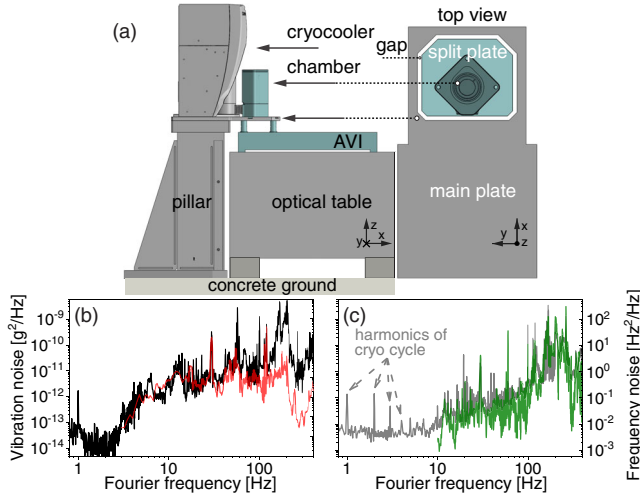 (a)
cryocooler
chamber
top view
gap
split plate
AVI
pillar
optical table
main plate
z
y x
x
y z
concrete ground
(b)
Vibration noise [g²/Hz]
10⁻⁹
10⁻¹⁰
10⁻¹¹
10⁻¹²
10⁻¹³
10⁻¹⁴
1 10 100
Fourier frequency [Hz]
(c)
harmonics of
cryo cycle
10²
10¹
10⁰
10⁻¹
10⁻²
10⁻³
Frequency noise [Hz²/Hz]
1 10 100
Fourier frequency [Hz]